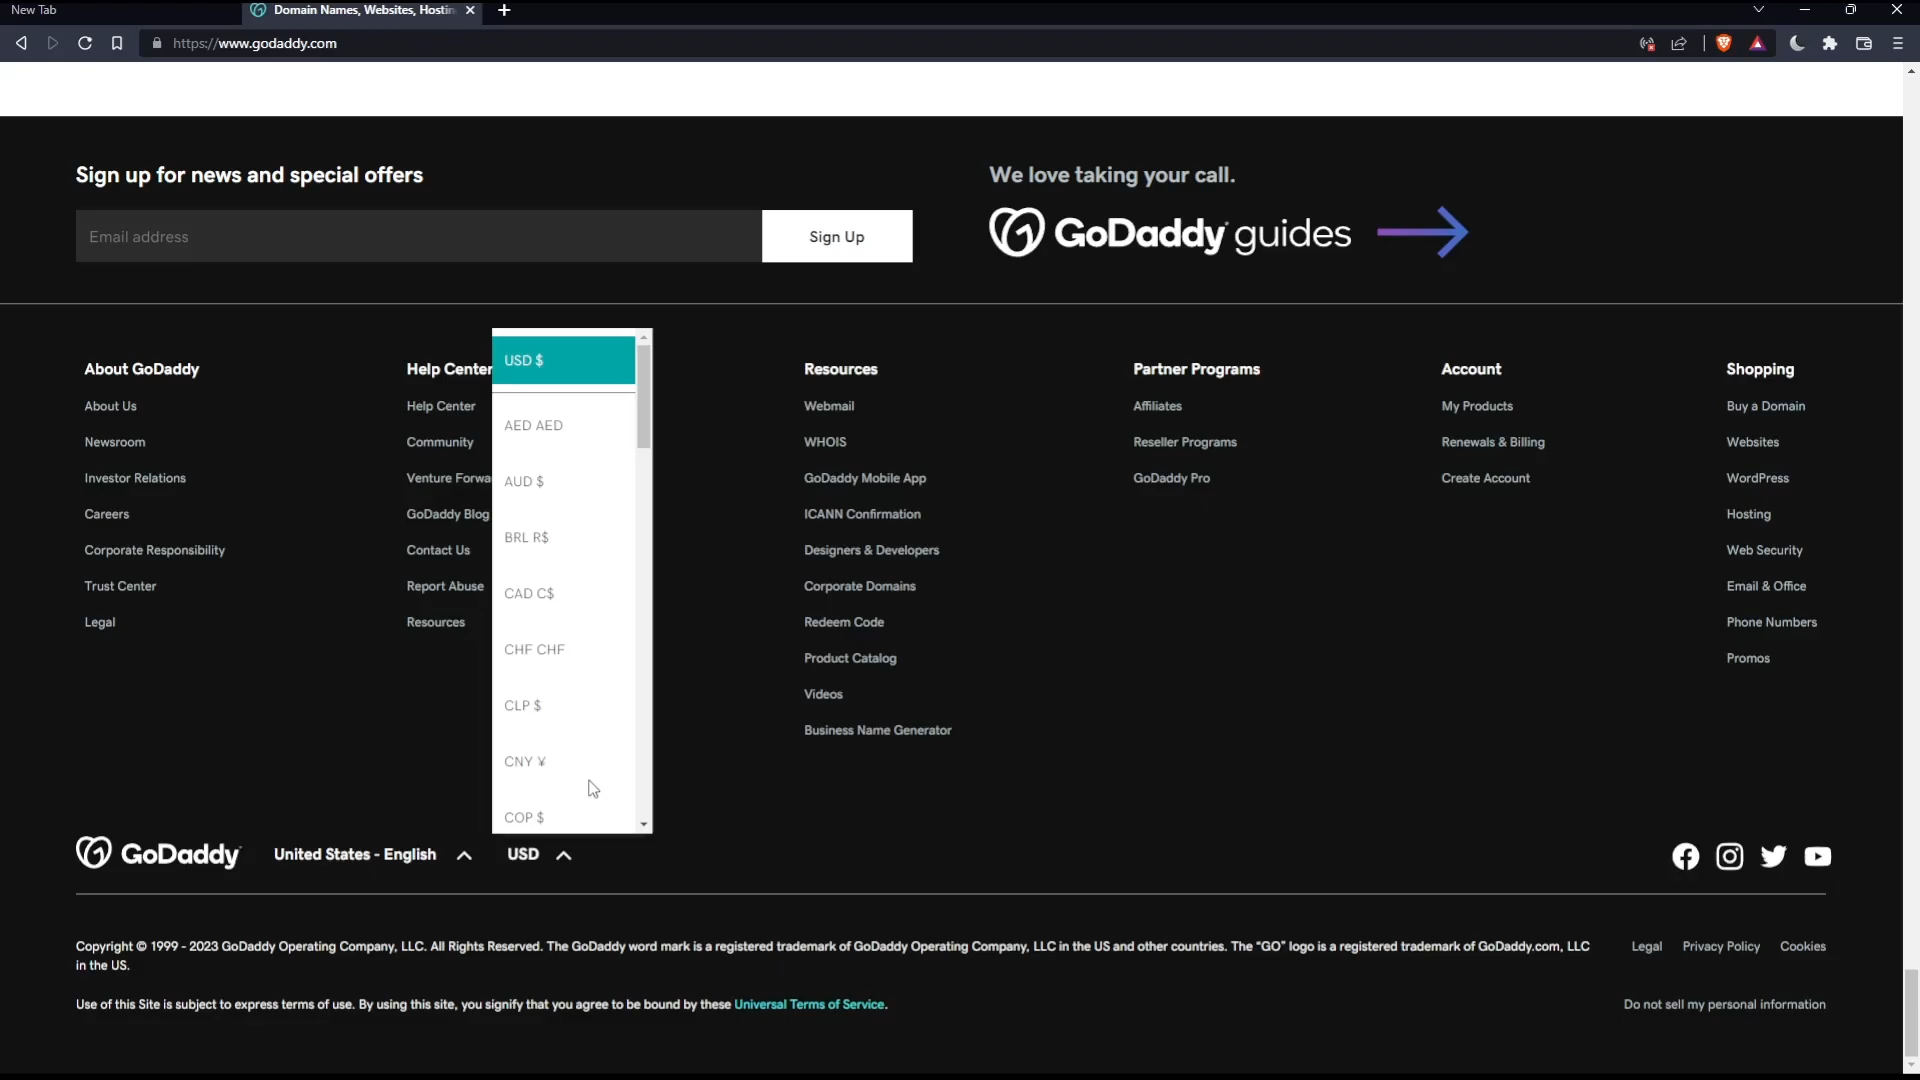 New Tab
Domain Names, Websites, Hostin
https://www.godaddy.com
Sign up for news and special offers
Email address
Sign Up
We love taking your call.
GoDaddy guides
About GoDaddy
About Us
Newsroom
Investor Relations
Careers
Corporate Responsibility
Trust Center
Legal
Help Center
Help Center
Community
Venture Forwa
GoDaddy Blog
Contact Us
Report Abuse
Resources
USD $
AED AED
AUD $
BRL R$
CAD C$
CHF CHF
CLP $
CNY ¥
COP $
Resources
Webmail
WHOIS
GoDaddy Mobile App
ICANN Confirmation
Designers & Developers
Corporate Domains
Redeem Code
Product Catalog
Videos
Business Name Generator
Partner Programs
Affiliates
Reseller Programs
GoDaddy Pro
Account
My Products
Renewals & Billing
Create Account
Shopping
Buy a Domain
Websites
WordPress
Hosting
Web Security
Email & Office
Phone Numbers
Promos
GoDaddy
United States - English
USD
Copyright © 1999 - 2023 GoDaddy Operating Company, LLC. All Rights Reserved. The GoDaddy word mark is a registered trademark of GoDaddy Operating Company, LLC in the US and other countries. The "GO" logo is a registered trademark of GoDaddy.com, LLC
in the US.
Legal
Privacy Policy
Cookies
Use of this Site is subject to express terms of use. By using this site, you signify that you agree to be bound by these Universal Terms of Service.
Do not sell my personal information